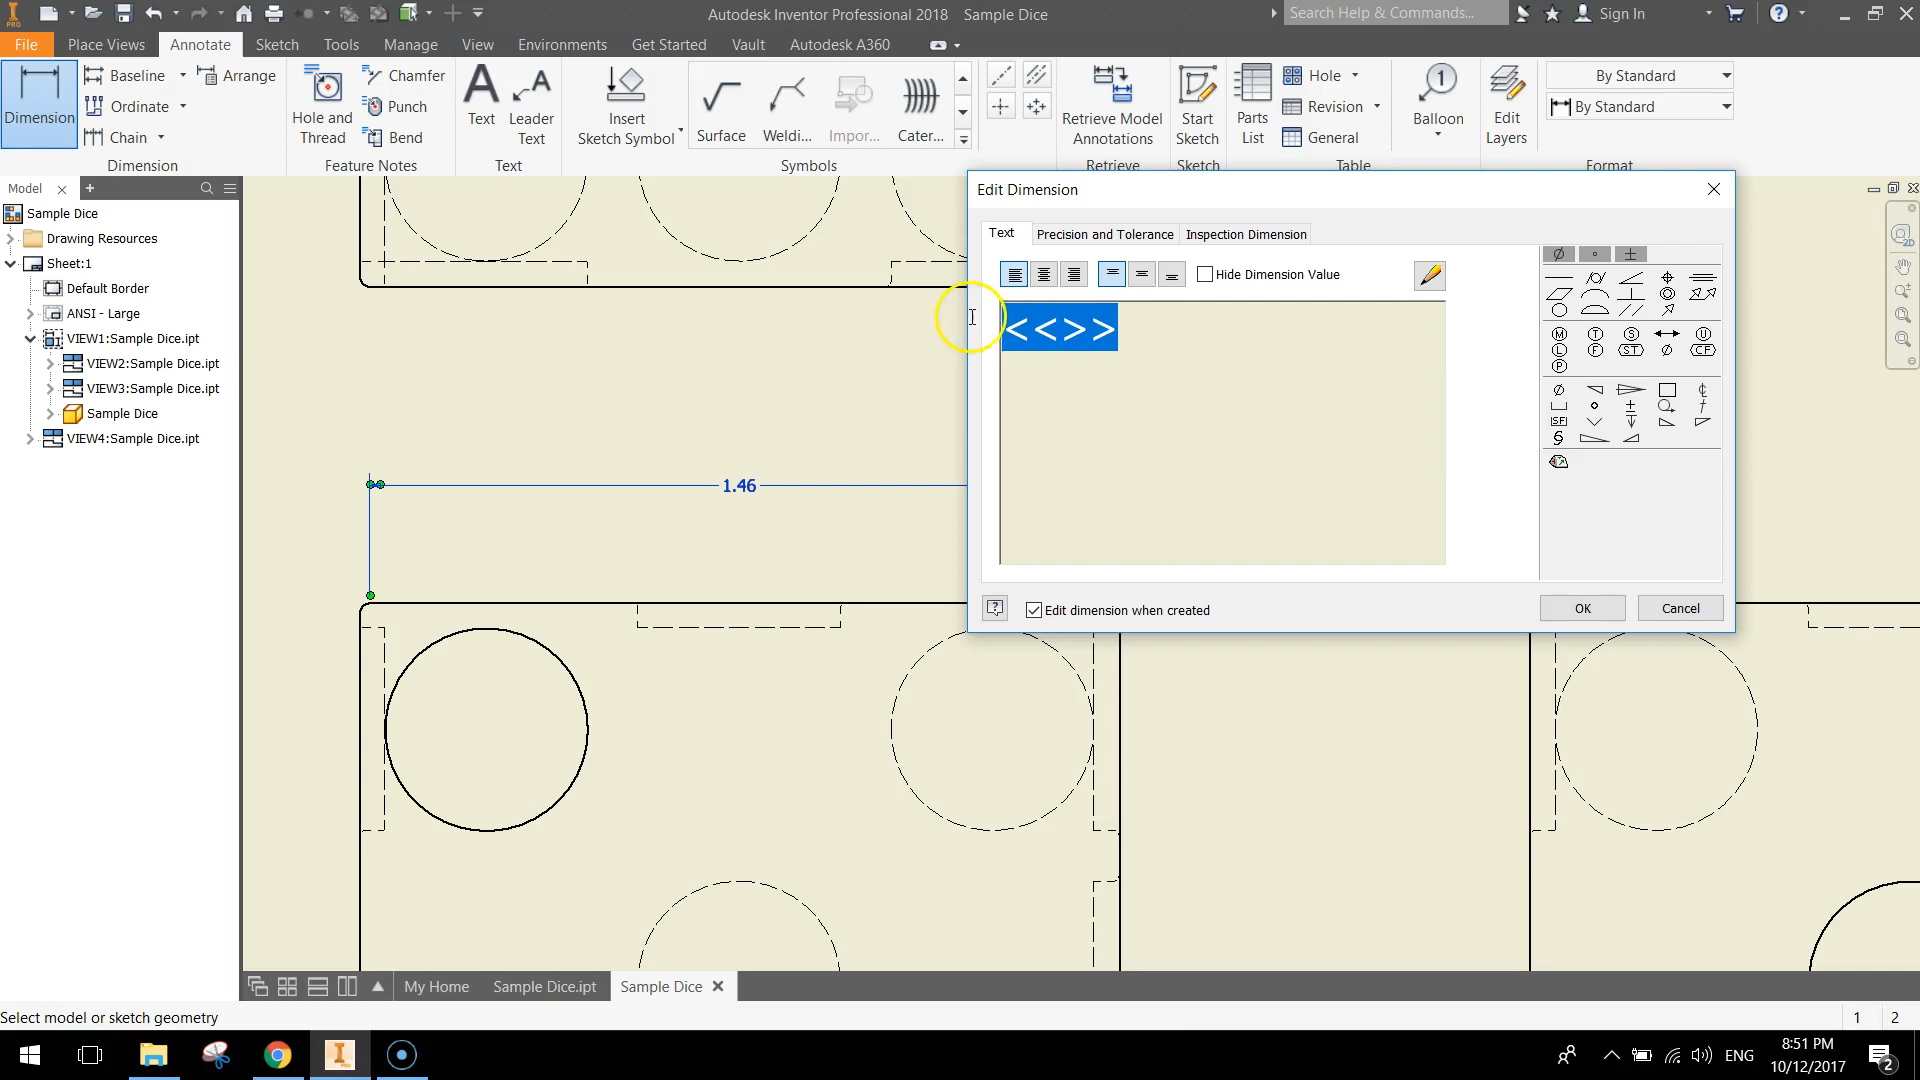 Autodesk Inventor Professional 2018 Sample Dice
Search Help & Commands...
Sign In
PRO
File Place Views Annotate Sketch Tools Manage View Environments Get Started Vault Autodesk A360
Dimension
Baseline
Ordinate
Chain
Arrange
Dimension
Hole and
Thread
Chamfer
Punch
Bend
Feature Notes
Text
Leader
Text
Text
Insert
Sketch Symbol
Surface
Weldi...
Impor...
Cater...
Symbols
Retrieve Model
Annotations
Retrieve
Start
Sketch
Sketch
Parts
List
Hole
Revision
General
Table
1
Balloon
Edit
Layers
By Standard
By Standard
Format
Model
Sample Dice
Drawing Resources
Sheet:1
Default Border
ANSI - Large
VIEW1:Sample Dice.ipt
VIEW2:Sample Dice.ipt
VIEW3:Sample Dice.ipt
Sample Dice
VIEW4:Sample Dice.ipt
1.46
Edit Dimension
Text Precision and Tolerance Inspection Dimension
Hide Dimension Value
<<>>
M T S U
L F ST CF
P
SF
Edit dimension when created
OK
Cancel
2D
My Home Sample Dice.ipt Sample Dice
Select model or sketch geometry
1 2
ENG
8:51 PM
10/12/2017
2